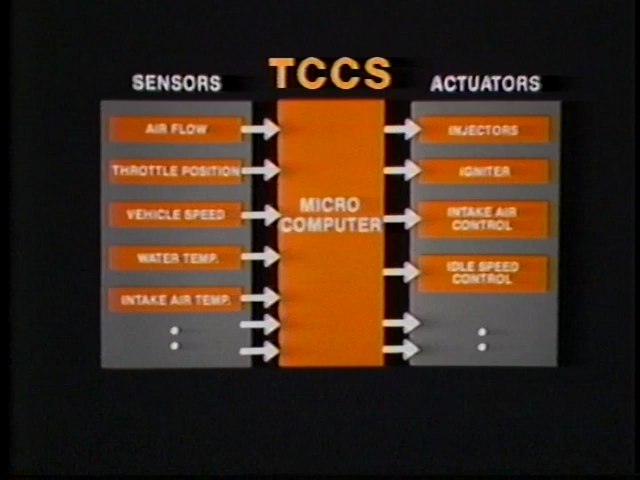 TCCS
SENSORS
ACTUATORS
AIR FLOW
THROTTLE POSITION
VEHICLE SPEED
WATER TEMP.
INTAKE AIR TEMP.
MICRO
COMPUTER
INJECTORS
IGNITER
INTAKE AIR
CONTROL
IDLE SPEED
CONTROL